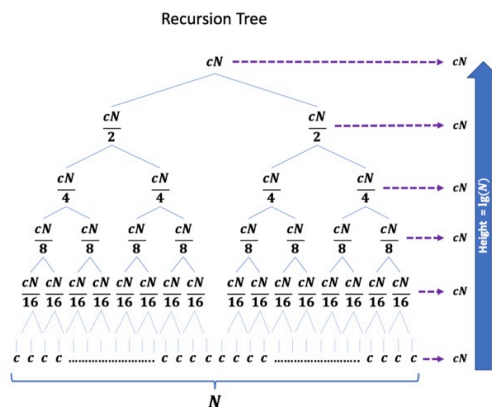 Recursion Tree
cN cN
cN/2 cN/2 cN
cN/4 cN/4 cN/4 cN/4 cN
cN/8 cN/8 cN/8 cN/8 cN/8 cN/8 cN/8 cN/8 cN
cN/16 cN/16 cN/16 cN/16 cN/16 cN/16 cN/16 cN/16 cN/16 cN/16 cN/16 cN/16 cN/16 cN/16 cN/16 cN/16 cN
c c c c ........................... c c c c c c c c ........................... c c c c cN
N
Height = lg(N)